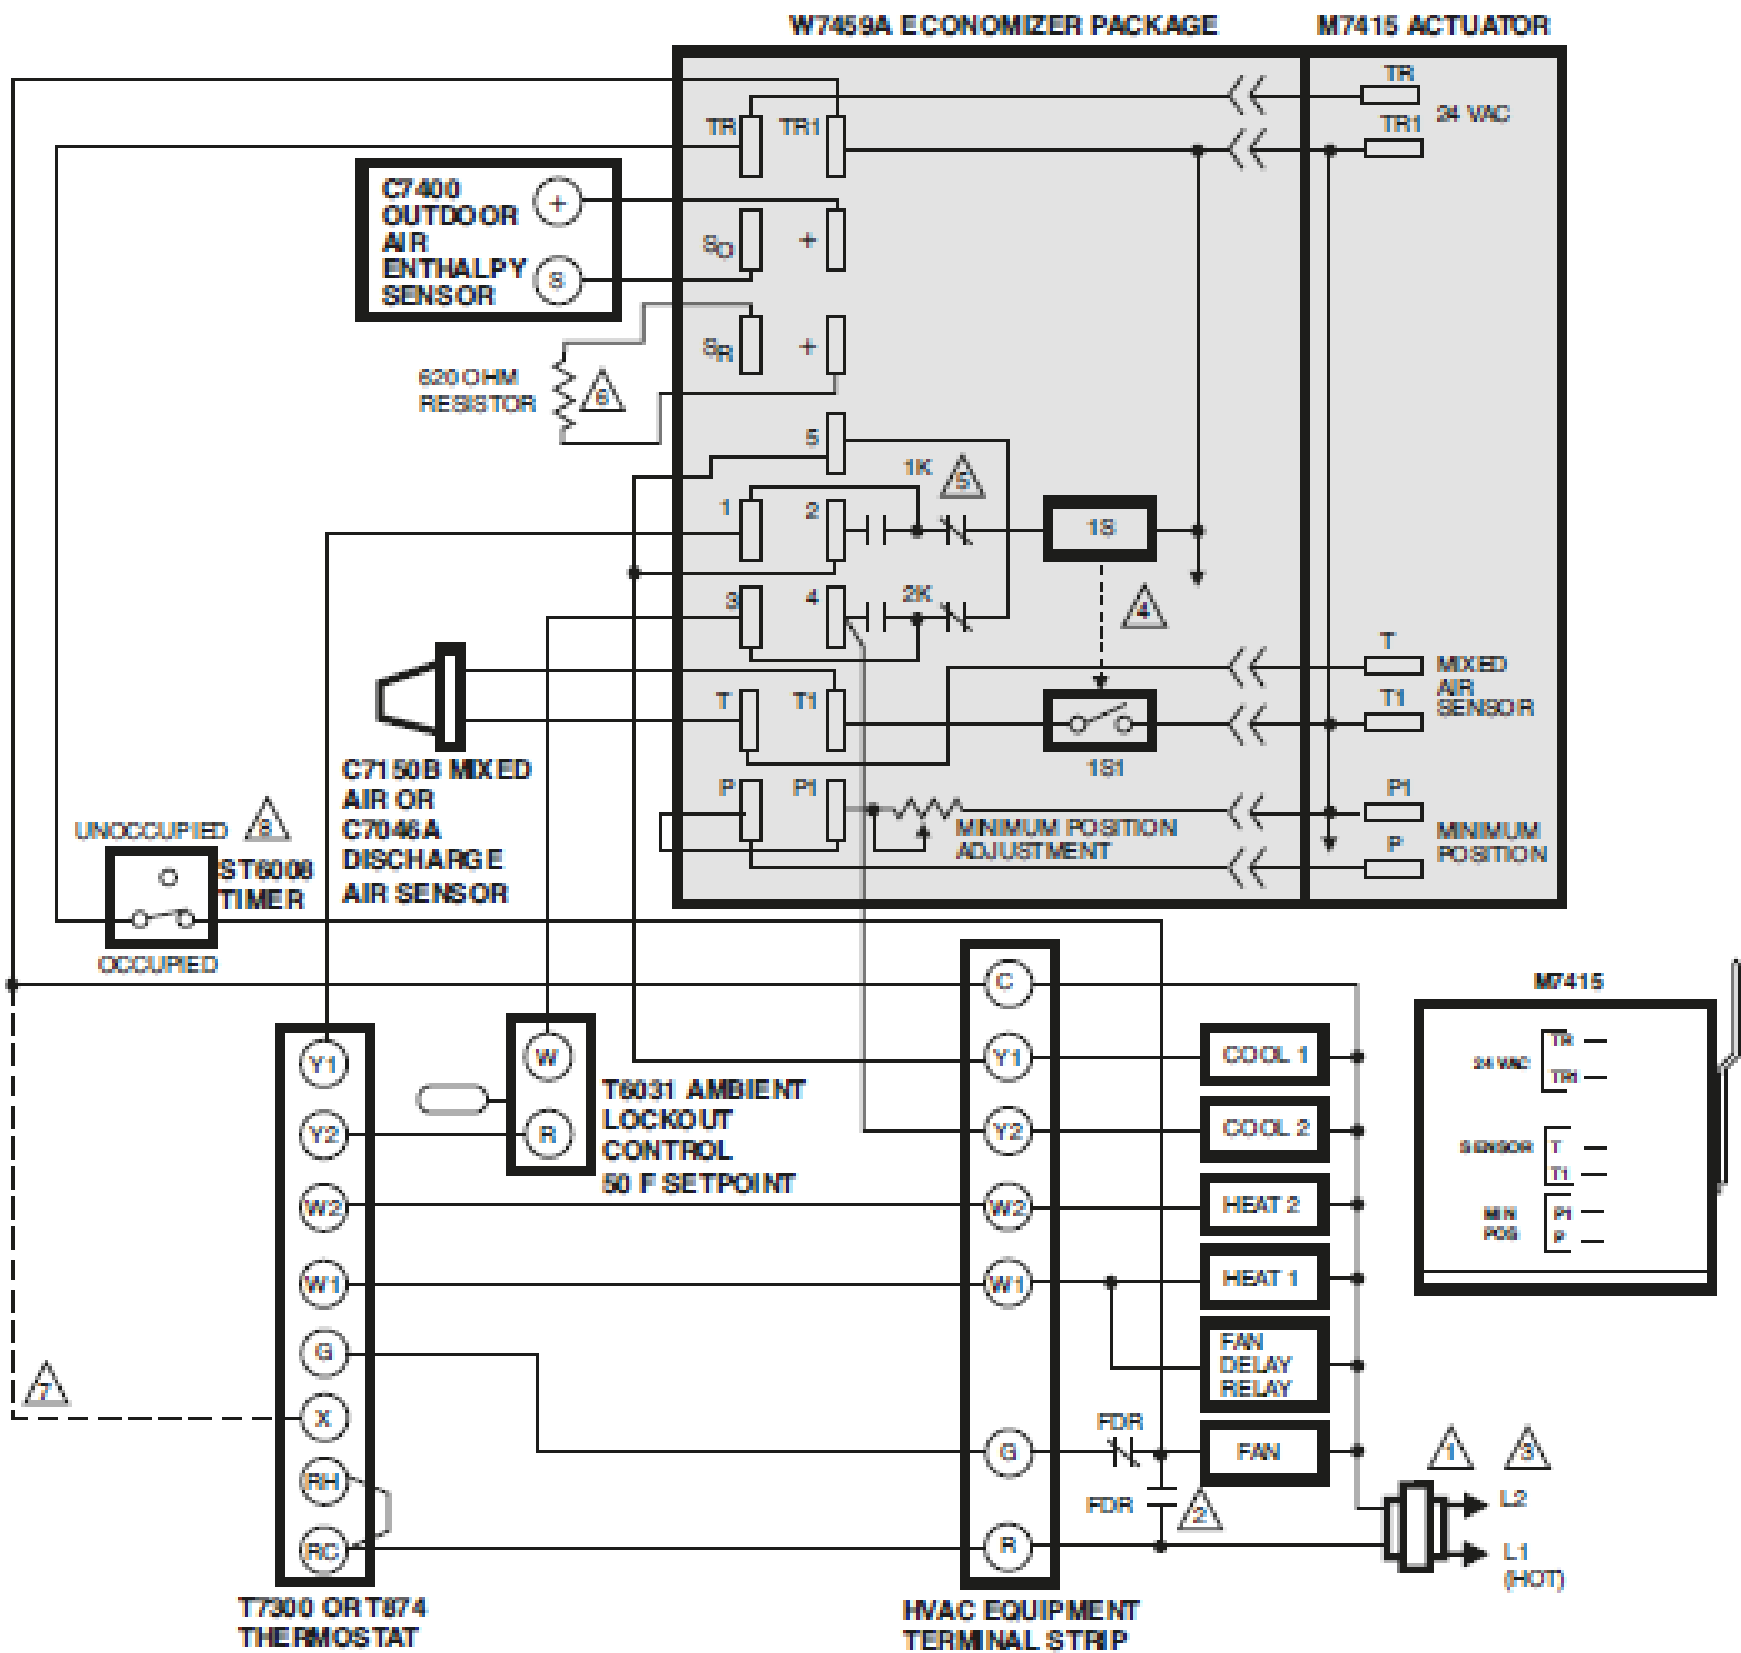 W7459A ECONOMIZER PACKAGE
M7415 ACTUATOR
TR
TR1
TR
24 VAC
TR1
C7400
OUTDOOR
AIR
ENTHALPY
SENSOR
+
S
SO
+
SR
+
620 OHM
RESISTOR
6
5
1K
5
1
2
1S
3
4
2K
4
T
T1
1S1
T
MIXED
AIR
SENSOR
T1
P
P1
MINIMUM POSITION
ADJUSTMENT
P1
MINIMUM
POSITION
P
C7150B MIXED
AIR OR
C7046A
DISCHARGE
AIR SENSOR
UNOCCUPIED
8
ST6008
TIMER
OCCUPIED
Y1
Y2
W2
W1
G
X
RH
RC
7
T7300 OR T874
THERMOSTAT
W
R
T6031 AMBIENT
LOCKOUT
CONTROL
50 F SETPOINT
C
Y1
Y2
W2
W1
G
R
HVAC EQUIPMENT
TERMINAL STRIP
COOL 1
COOL 2
HEAT 2
HEAT 1
FAN
DELAY
RELAY
FAN
FDR
FDR
2
1
3
L2
L1
(HOT)
M7415
24 VAC
TR
TR1
SENSOR
T
T1
MIN
POS
P1
P